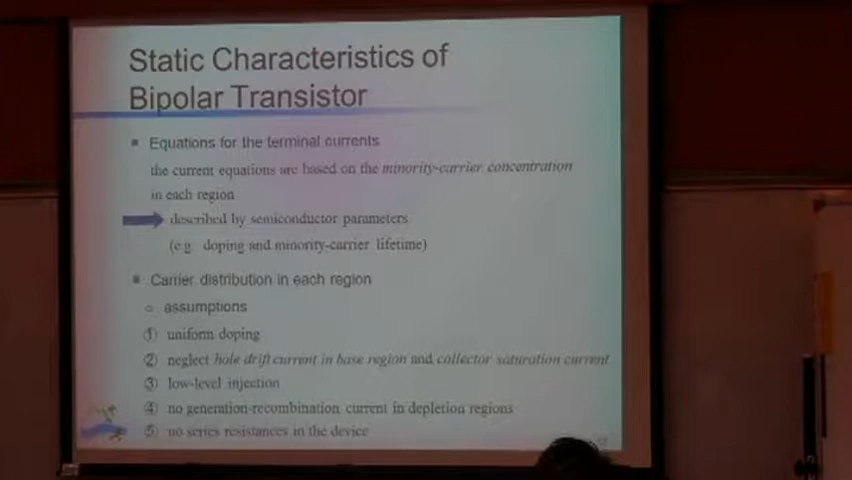 Static Characteristics of
Bipolar Transistor
Equations for the terminal currents
the current equations are based on the minority-carrier concentration
in each region
described by semiconductor parameters
(e.g. doping and minority-carrier lifetime)
Carrier distribution in each region
assumptions
① uniform doping
② neglect hole drift current in base region and collector saturation current
③ low-level injection
④ no generation-recombination current in depletion regions
⑤ no series resistances in the device